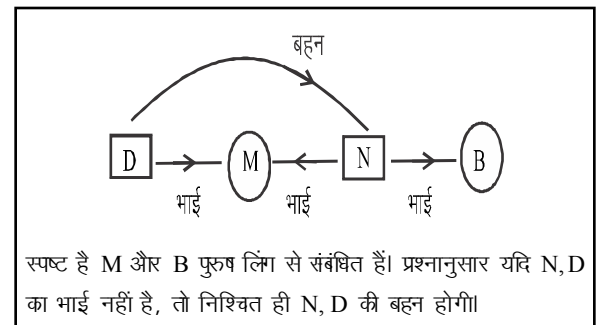 बहन
D M N B
भाई भाई भाई
स्पष्ट है M और B पुरुष लिंग से संबंधित हैं। प्रश्नानुसार यदि N, D
का भाई नहीं है, तो निश्चित ही N, D की बहन होगी।